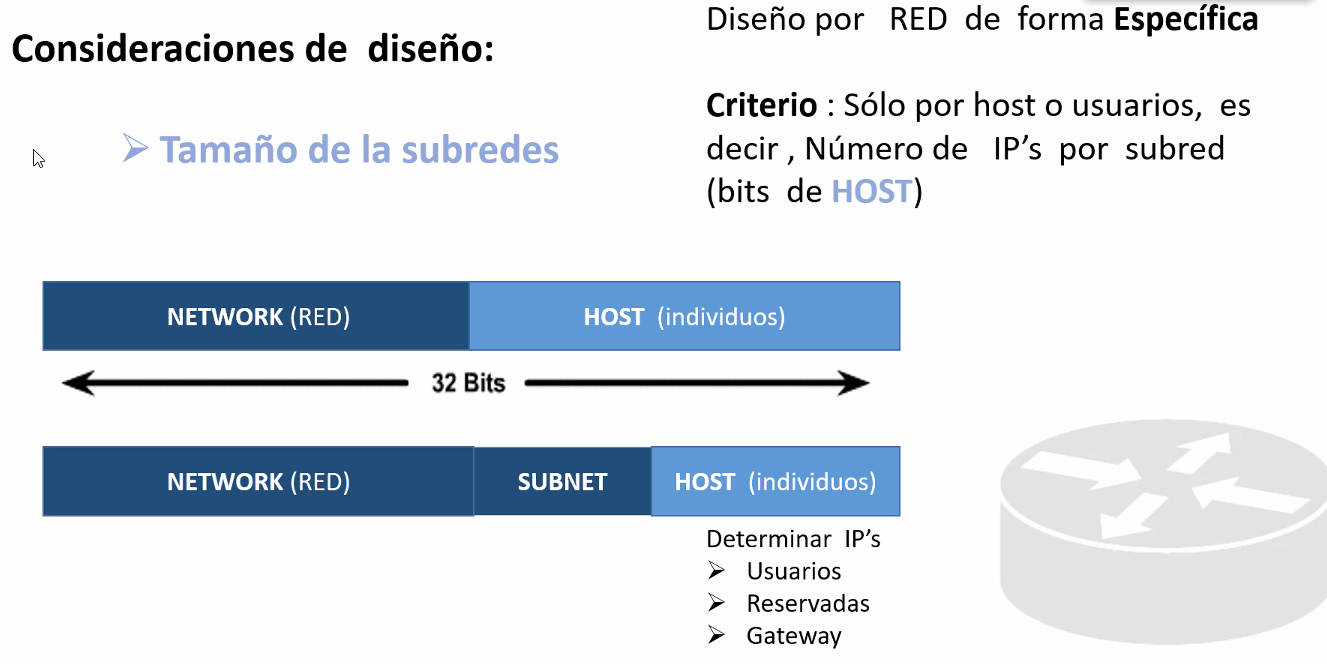 Consideraciones de diseño:
➢ Tamaño de la subredes
Diseño por RED de forma Específica
Criterio : Sólo por host o usuarios, es
decir , Número de IP’s por subred
(bits de HOST)
NETWORK (RED)
HOST (individuos)
32 Bits
NETWORK (RED)
SUBNET
HOST (individuos)
Determinar IP’s
➢ Usuarios
➢ Reservadas
➢ Gateway